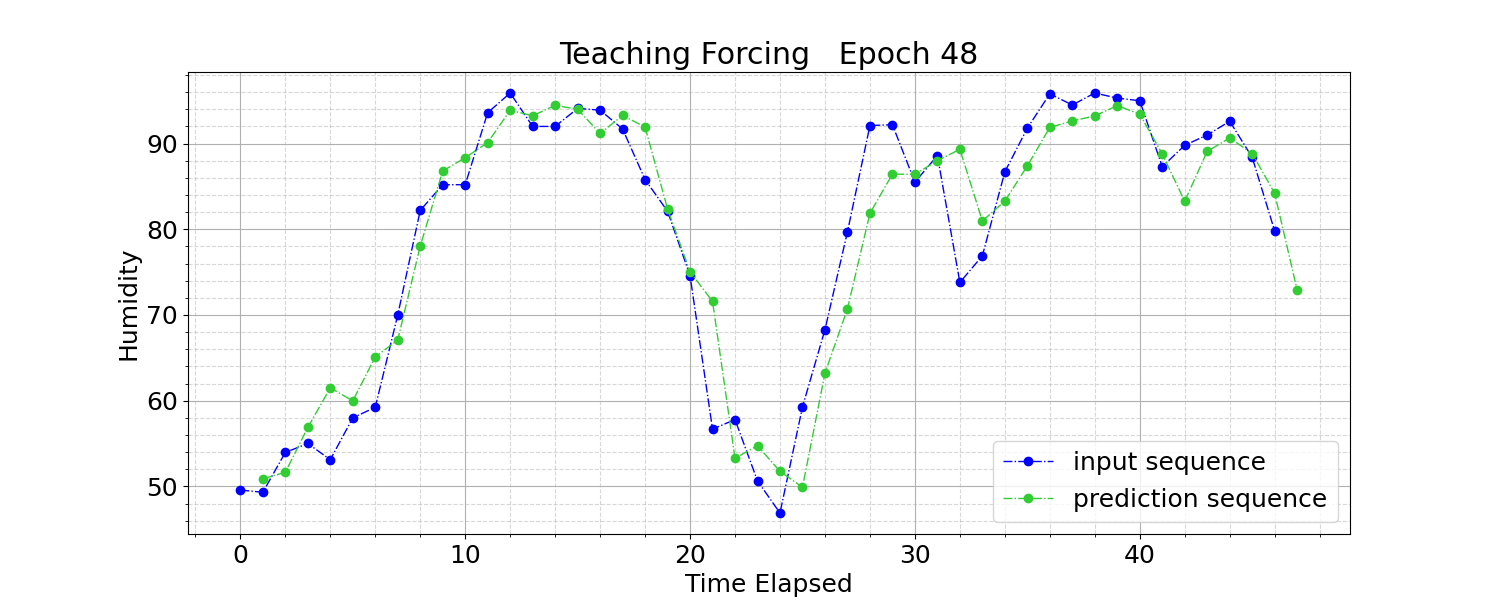 Teaching Forcing   Epoch 48
Humidity
90
80
70
60
50
0 10 20 30 40
Time Elapsed
input sequence
prediction sequence